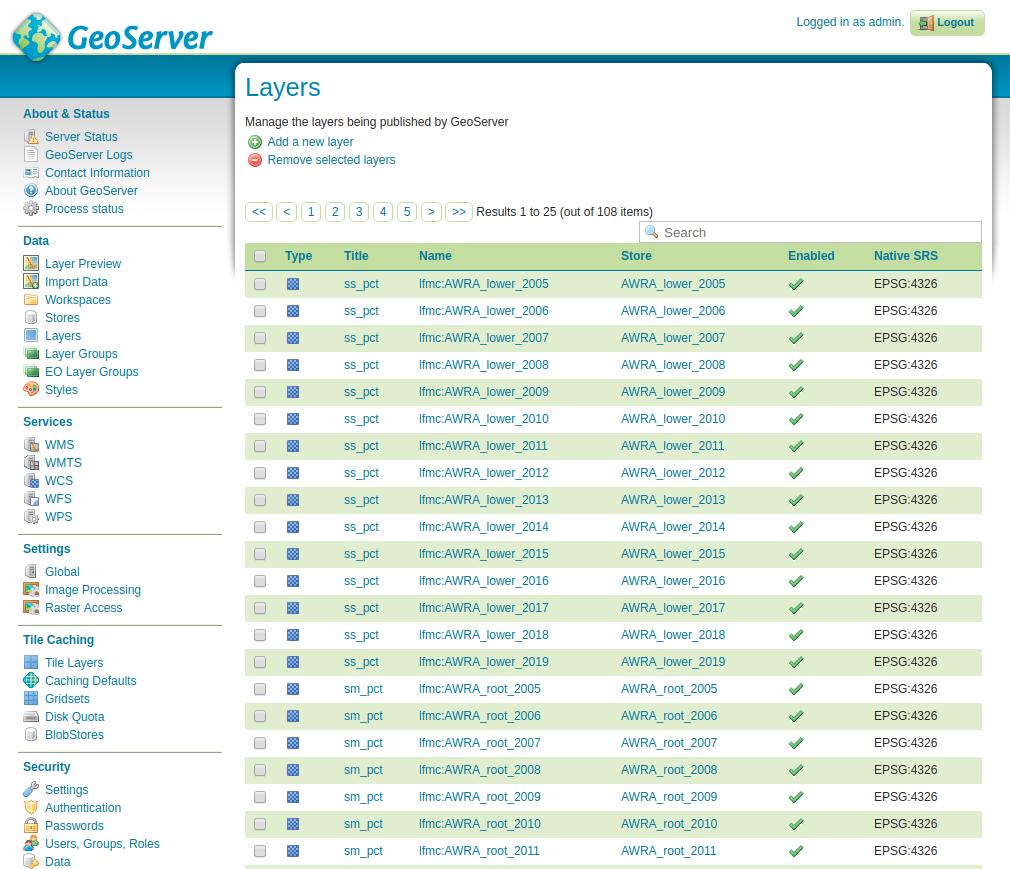 GeoServer
Logged in as admin. Logout
Layers
Manage the layers being published by GeoServer
Add a new layer
Remove selected layers
<< < 1 2 3 4 5 > >> Results 1 to 25 (out of 108 items)
Search
Type Title Name Store Enabled Native SRS
ss_pct lfmc:AWRA_lower_2005 AWRA_lower_2005 EPSG:4326
ss_pct lfmc:AWRA_lower_2006 AWRA_lower_2006 EPSG:4326
ss_pct lfmc:AWRA_lower_2007 AWRA_lower_2007 EPSG:4326
ss_pct lfmc:AWRA_lower_2008 AWRA_lower_2008 EPSG:4326
ss_pct lfmc:AWRA_lower_2009 AWRA_lower_2009 EPSG:4326
ss_pct lfmc:AWRA_lower_2010 AWRA_lower_2010 EPSG:4326
ss_pct lfmc:AWRA_lower_2011 AWRA_lower_2011 EPSG:4326
ss_pct lfmc:AWRA_lower_2012 AWRA_lower_2012 EPSG:4326
ss_pct lfmc:AWRA_lower_2013 AWRA_lower_2013 EPSG:4326
ss_pct lfmc:AWRA_lower_2014 AWRA_lower_2014 EPSG:4326
ss_pct lfmc:AWRA_lower_2015 AWRA_lower_2015 EPSG:4326
ss_pct lfmc:AWRA_lower_2016 AWRA_lower_2016 EPSG:4326
ss_pct lfmc:AWRA_lower_2017 AWRA_lower_2017 EPSG:4326
ss_pct lfmc:AWRA_lower_2018 AWRA_lower_2018 EPSG:4326
ss_pct lfmc:AWRA_lower_2019 AWRA_lower_2019 EPSG:4326
sm_pct lfmc:AWRA_root_2005 AWRA_root_2005 EPSG:4326
sm_pct lfmc:AWRA_root_2006 AWRA_root_2006 EPSG:4326
sm_pct lfmc:AWRA_root_2007 AWRA_root_2007 EPSG:4326
sm_pct lfmc:AWRA_root_2008 AWRA_root_2008 EPSG:4326
sm_pct lfmc:AWRA_root_2009 AWRA_root_2009 EPSG:4326
sm_pct lfmc:AWRA_root_2010 AWRA_root_2010 EPSG:4326
sm_pct lfmc:AWRA_root_2011 AWRA_root_2011 EPSG:4326
About & Status
Server Status
GeoServer Logs
Contact Information
About GeoServer
Process status
Data
Layer Preview
Import Data
Workspaces
Stores
Layers
Layer Groups
EO Layer Groups
Styles
Services
WMS
WMTS
WCS
WFS
WPS
Settings
Global
Image Processing
Raster Access
Tile Caching
Tile Layers
Caching Defaults
Gridsets
Disk Quota
BlobStores
Security
Settings
Authentication
Passwords
Users, Groups, Roles
Data